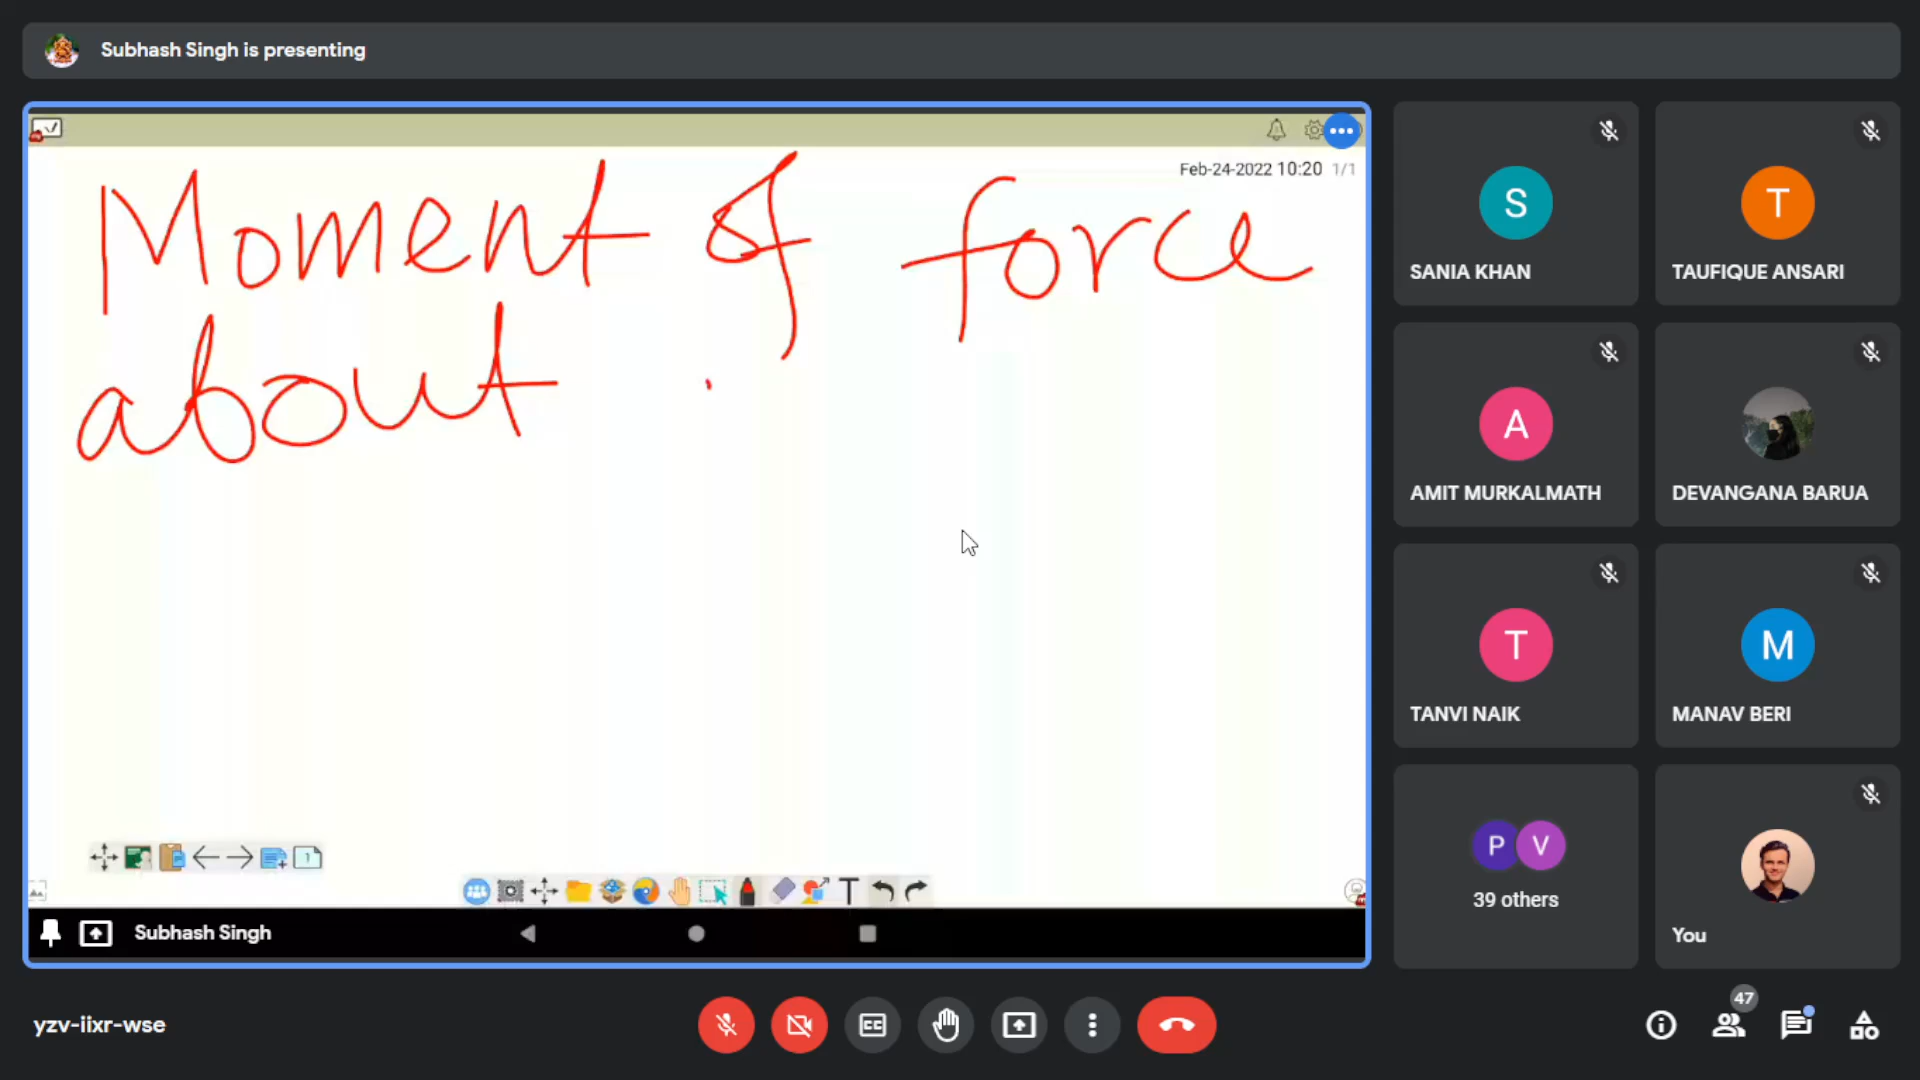 Subhash Singh is presenting
Feb-24-2022 10:20 1/1
Moment of force
about
Subhash Singh
S
SANIA KHAN
T
TAUFIQUE ANSARI
A
AMIT MURKALMATH
DEVANGANA BARUA
T
TANVI NAIK
M
MANAV BERI
P V
39 others
You
yzv-iixr-wse
47